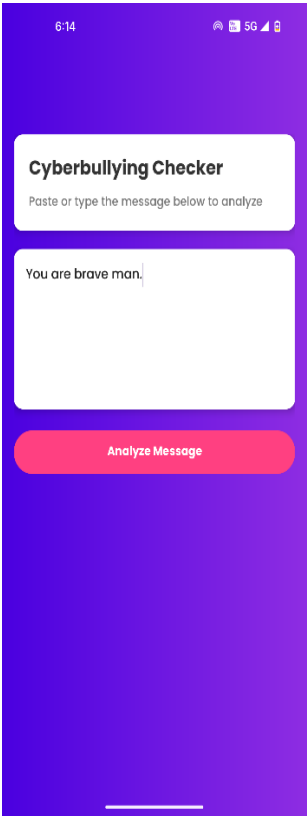 6:14 5G
Cyberbullying Checker
Paste or type the message below to analyze
You are brave man.
Analyze Message